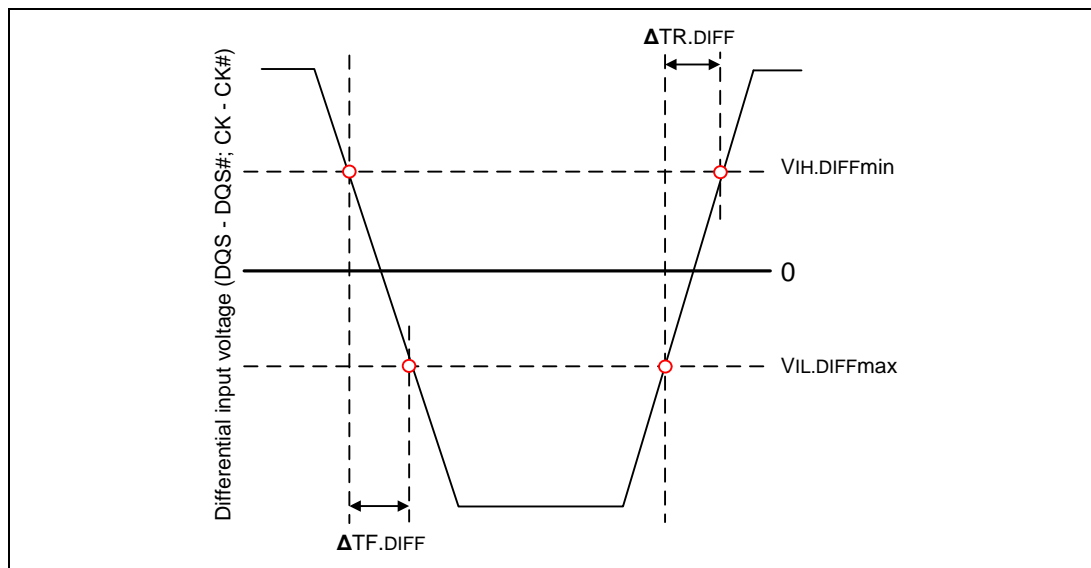 ΔTR.DIFF
Differential input voltage (DQS - DQS#; CK - CK#)
VIH.DIFFmin
0
VIL.DIFFmax
ΔTF.DIFF